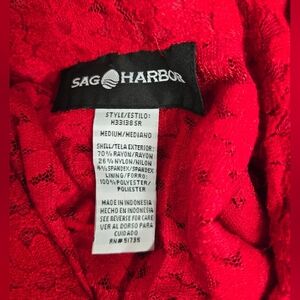 SAG HARBOR
STYLE/ESTILO:
H33138SR
MEDIUM/MEDIANO
SHELL/TELA EXTERIOR:
70% RAYON/RAYON
26% NYLON/NILON
4% SPANDEX/SPANDEX
LINING/FORRO:
100% POLYESTER/
POLIESTER
MADE IN INDONESIA
HECHO EN INDONESIA
SEE REVERSE FOR CARE
VER AL DORSO PARA
CUIDADO
RN# 51735